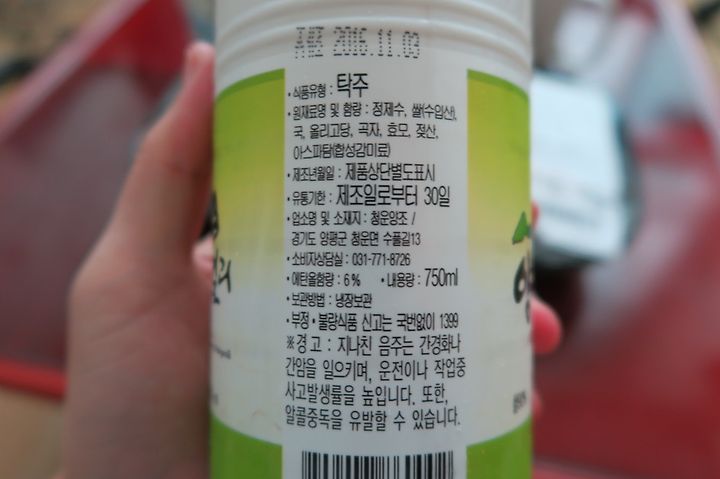 제조 2016.11.03
· 식품유형 : 탁주
· 원재료명 및 함량 : 정제수, 쌀(수입산),
국, 올리고당, 곡자, 효모, 젖산,
아스파탐(합성감미료)
· 제조년월일 : 제품상단별도표시
· 유통기한 : 제조일로부터 30일
· 업소명 및 소재지 : 청운양조 /
경기도 양평군 청운면 수풀길13
· 소비자상담실 : 031-771-8726
· 에탄올함량 : 6% · 내용량 : 750ml
· 보관방법 : 냉장보관
· 부정 · 불량식품 신고는 국번없이 1399
※ 경 고 : 지나친 음주는 간경화나
간암을 일으키며, 운전이나 작업중
사고발생률을 높입니다. 또한,
알콜중독을 유발할 수 있습니다.